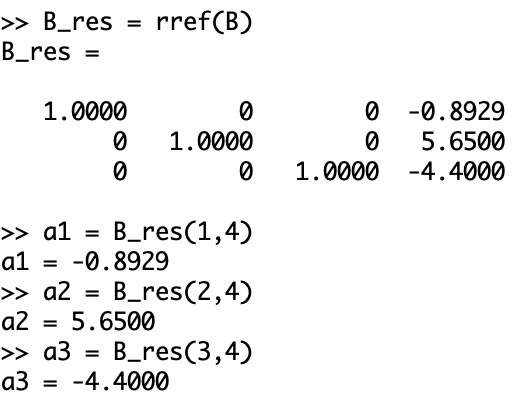 >> B_res = rref(B)
B_res =
1.0000 0 0 -0.8929
0 1.0000 0 5.6500
0 0 1.0000 -4.4000
>> a1 = B_res(1,4)
a1 = -0.8929
>> a2 = B_res(2,4)
a2 = 5.6500
>> a3 = B_res(3,4)
a3 = -4.4000